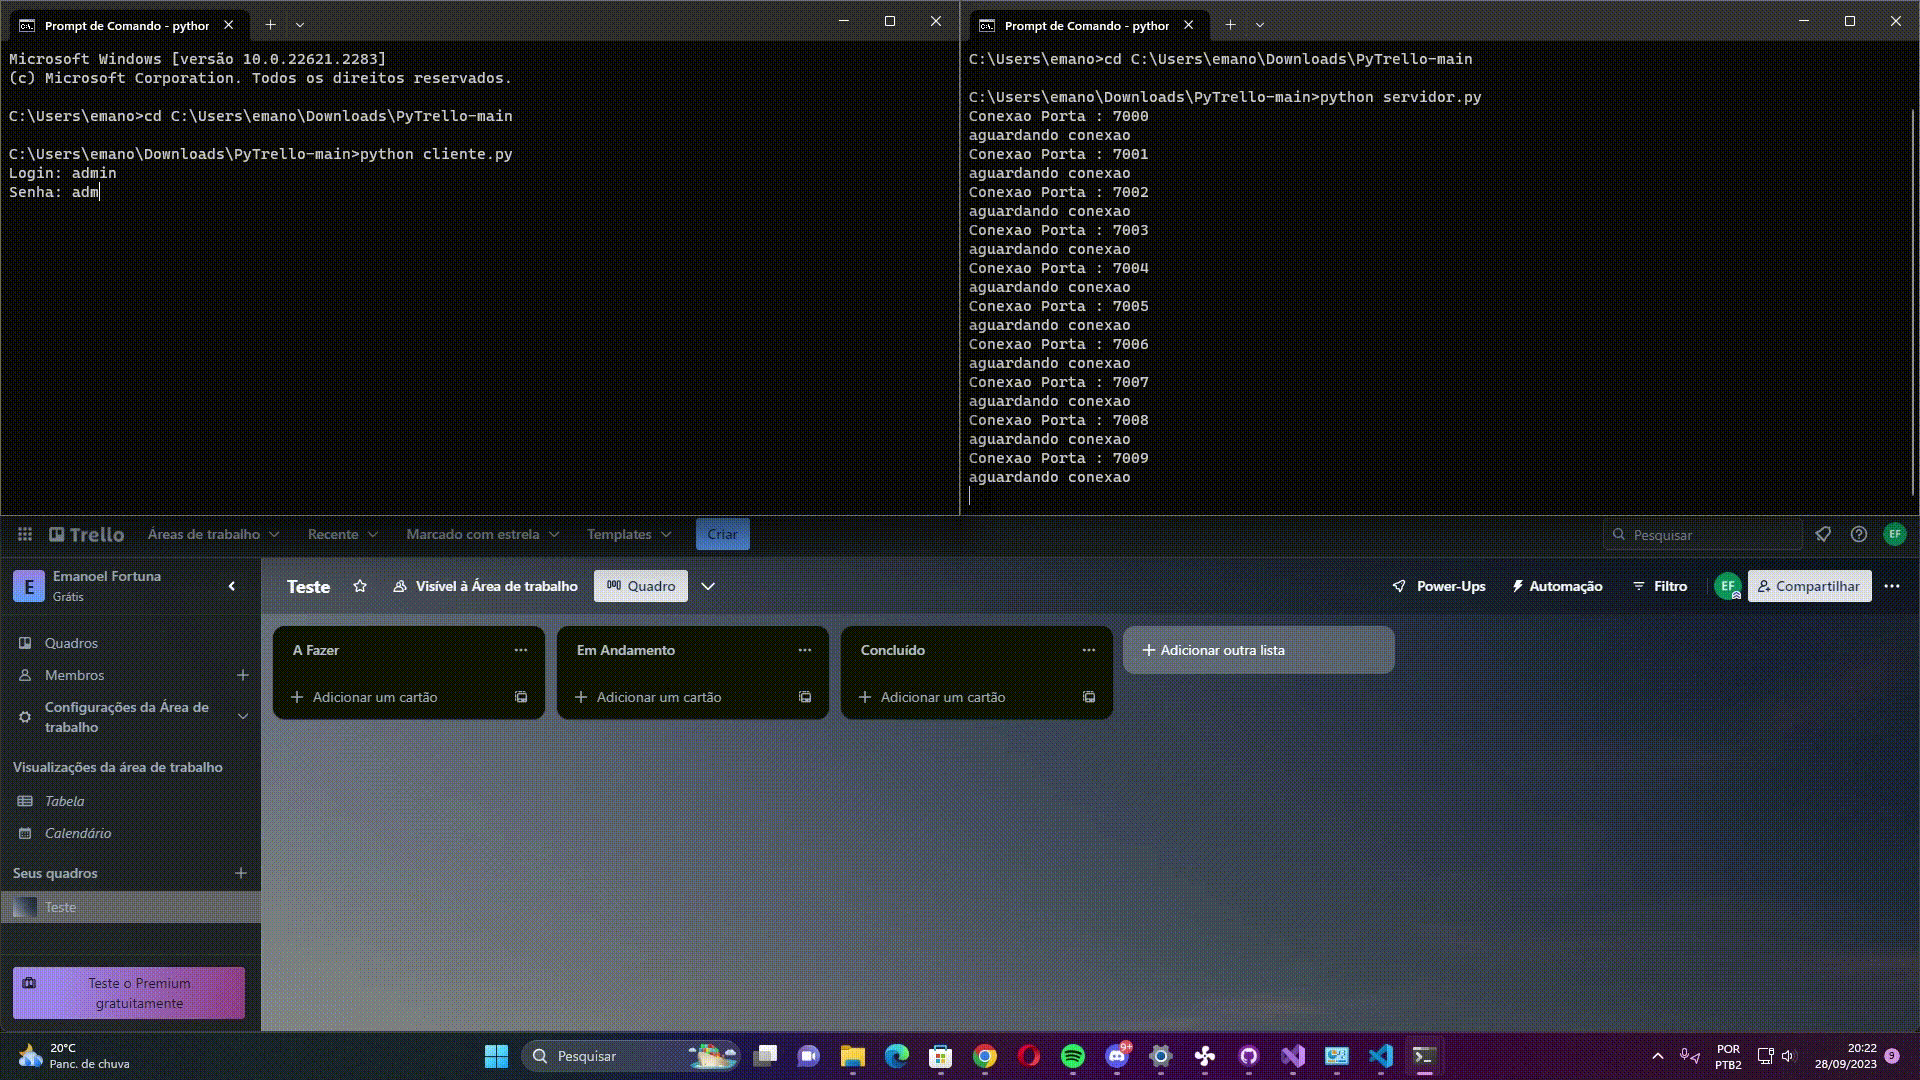 Prompt de Comando - python
Microsoft Windows [versão 10.0.22621.2283]
(c) Microsoft Corporation. Todos os direitos reservados.
C:\Users\emano>cd C:\Users\emano\Downloads\PyTrello-main
C:\Users\emano\Downloads\PyTrello-main>python cliente.py
Login: admin
Senha: adm
Prompt de Comando - python
C:\Users\emano>cd C:\Users\emano\Downloads\PyTrello-main
C:\Users\emano\Downloads\PyTrello-main>python servidor.py
Conexao Porta : 7000
aguardando conexao
Conexao Porta : 7001
aguardando conexao
Conexao Porta : 7002
aguardando conexao
Conexao Porta : 7003
aguardando conexao
Conexao Porta : 7004
aguardando conexao
Conexao Porta : 7005
aguardando conexao
Conexao Porta : 7006
aguardando conexao
Conexao Porta : 7007
aguardando conexao
Conexao Porta : 7008
aguardando conexao
Conexao Porta : 7009
aguardando conexao
Trello Áreas de trabalho Recente Marcado com estrela Templates Criar Pesquisar EF
E Emanoel Fortuna
Grátis
Quadros
Membros
Configurações da Área de
trabalho
Visualizações da área de trabalho
Tabela
Calendário
Seus quadros
Teste
Teste o Premium
gratuitamente
Teste Visível à Área de trabalho Quadro Power-Ups Automação Filtro EF Compartilhar
A Fazer
Adicionar um cartão
Em Andamento
Adicionar um cartão
Concluído
Adicionar um cartão
Adicionar outra lista
20°C
Panc. de chuva
Pesquisar
9+
POR
PTB2
20:22
28/09/2023
9